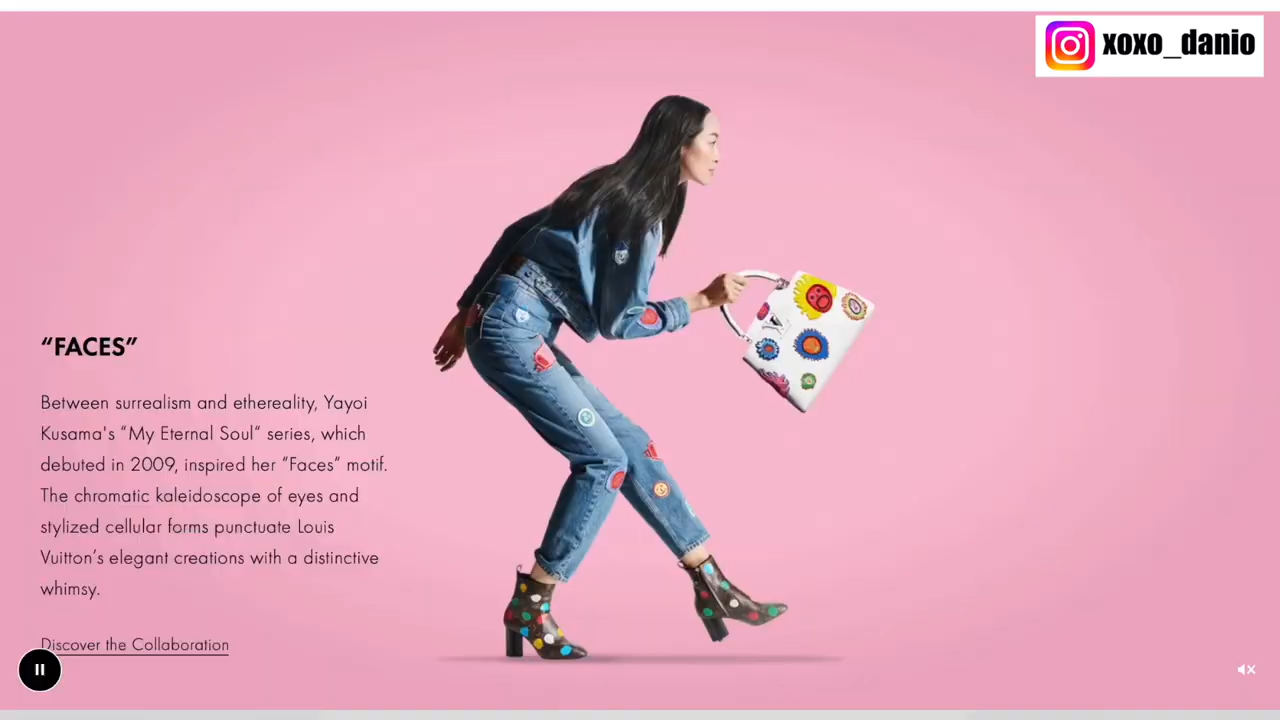 xoxo_danio
“FACES”
Between surrealism and ethereality, Yayoi
Kusama's “My Eternal Soul“ series, which
debuted in 2009, inspired her “Faces” motif.
The chromatic kaleidoscope of eyes and
stylized cellular forms punctuate Louis
Vuitton’s elegant creations with a distinctive
whimsy.
Discover the Collaboration